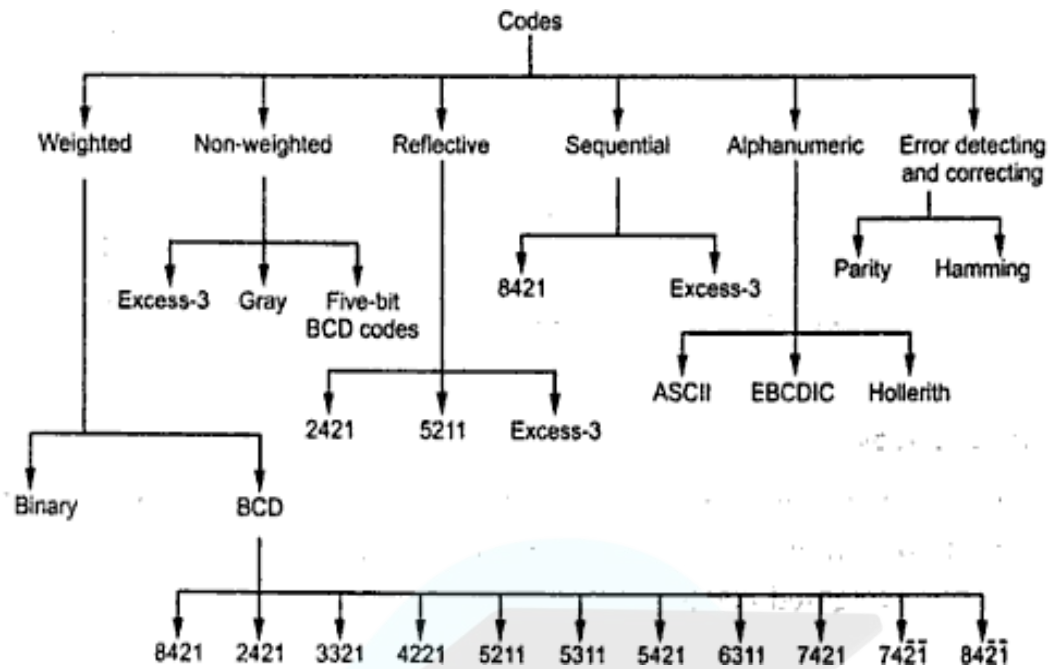 Codes
Weighted Non-weighted Reflective Sequential Alphanumeric Error detecting
and correcting
Parity Hamming
8421 Excess-3
Excess-3 Gray Five-bit
BCD codes
ASCII EBCDIC Hollerith
2421 5211 Excess-3
Binary BCD
8421 2421 3321 4221 5211 5311 5421 6311 7421 742̅1̅ 842̅1̅